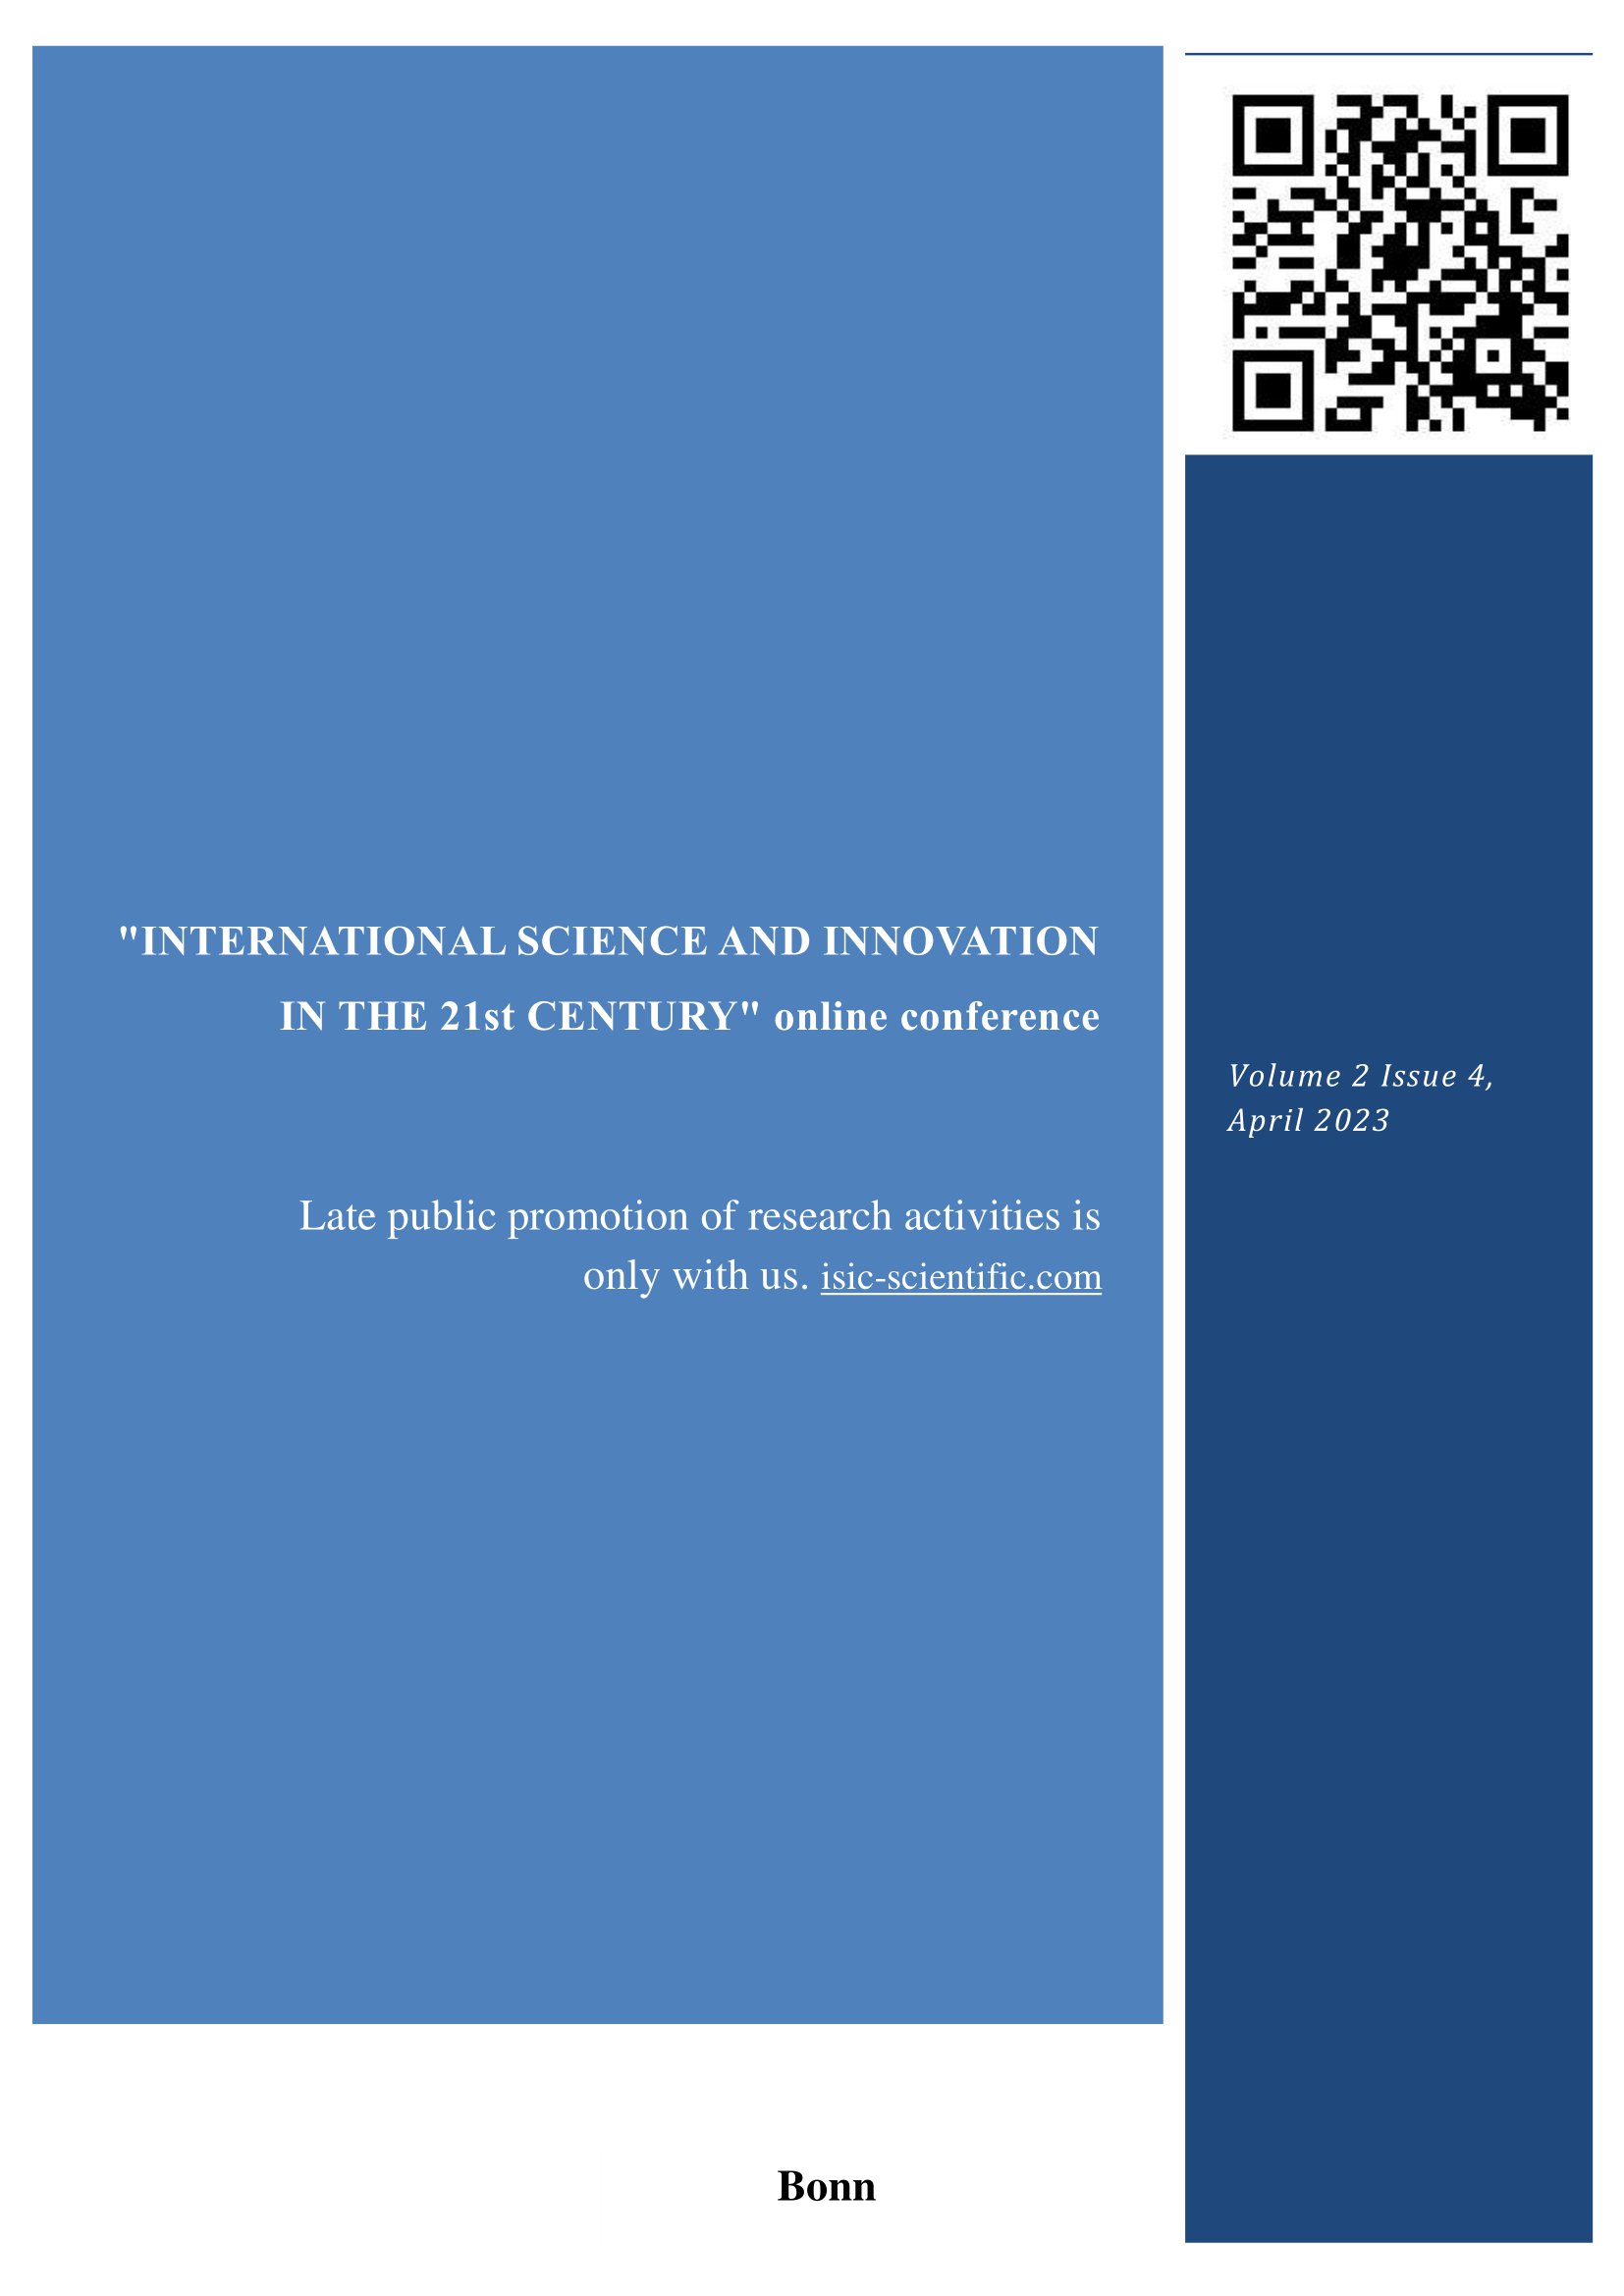 "INTERNATIONAL SCIENCE AND INNOVATION
IN THE 21st CENTURY" online conference
Late public promotion of research activities is
only with us. isic-scientific.com
Volume 2 Issue 4,
April 2023
Bonn